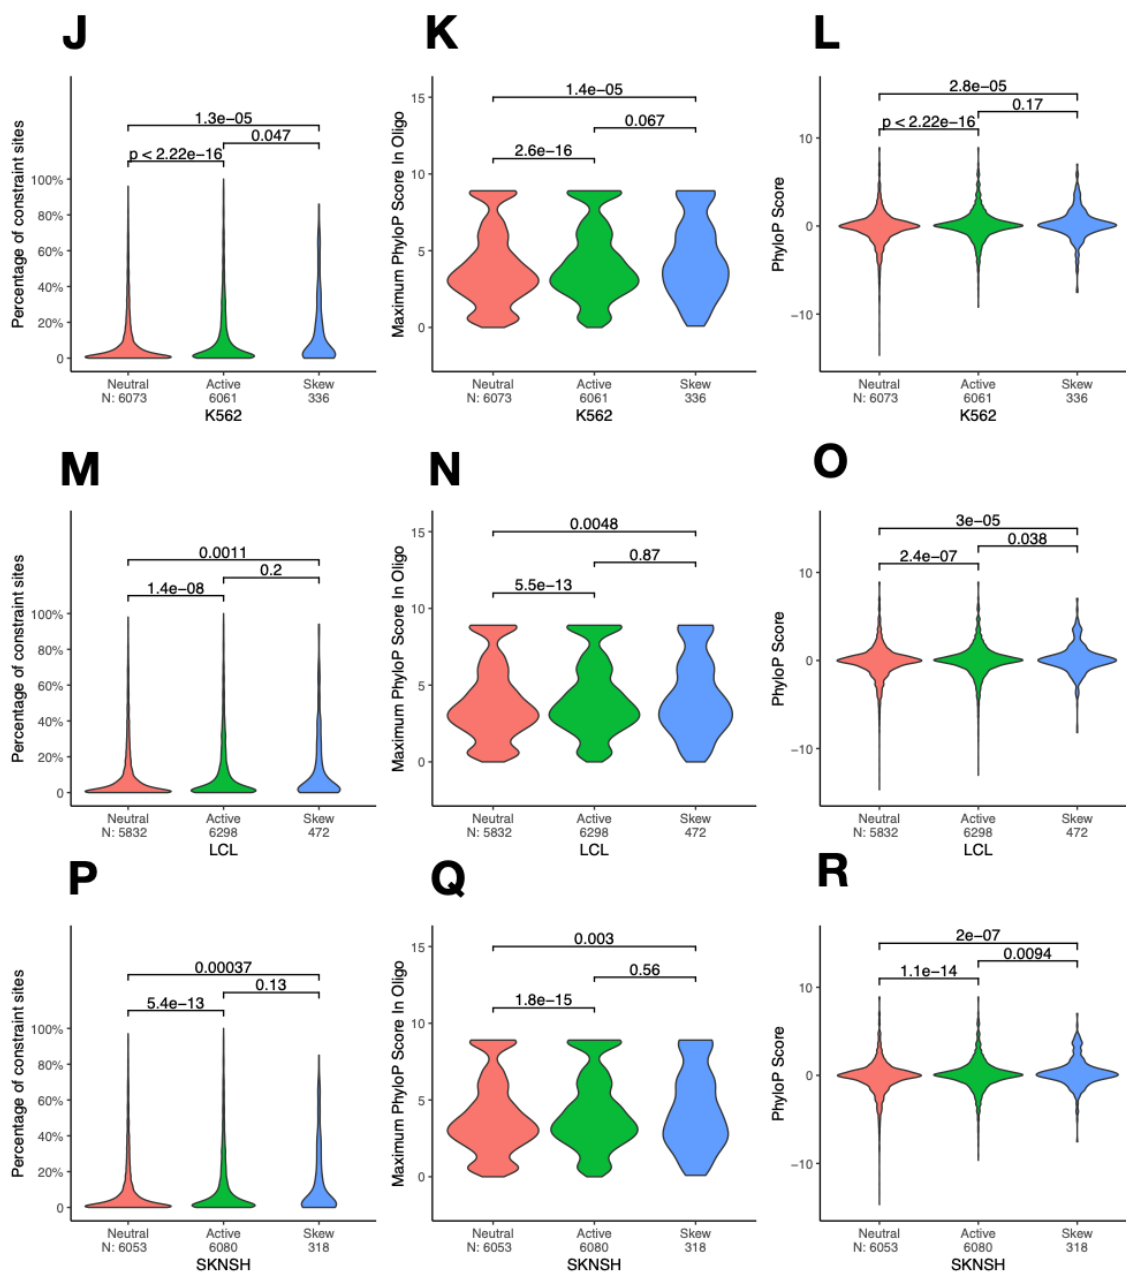 J
K
L
Percentage of constraint sites
1.3e−05
0.047
p < 2.22e−16
100%
80%
60%
40%
20%
0
Neutral Active Skew
N: 6073 6061 336
K562
Maximum PhyloP Score In Oligo
1.4e−05
0.067
2.6e−16
15
10
5
0
Neutral Active Skew
N: 6073 6061 336
K562
PhyloP Score
2.8e−05
0.17
p < 2.22e−16
10
0
−10
Neutral Active Skew
N: 6073 6061 336
K562
M
N
O
Percentage of constraint sites
0.0011
0.2
1.4e−08
100%
80%
60%
40%
20%
0
Neutral Active Skew
N: 5832 6298 472
LCL
Maximum PhyloP Score In Oligo
0.0048
0.87
5.5e−13
15
10
5
0
Neutral Active Skew
N: 5832 6298 472
LCL
PhyloP Score
3e−05
0.038
2.4e−07
10
0
−10
Neutral Active Skew
N: 5832 6298 472
LCL
P
Q
R
Percentage of constraint sites
0.00037
0.13
5.4e−13
100%
80%
60%
40%
20%
0
Neutral Active Skew
N: 6053 6080 318
SKNSH
Maximum PhyloP Score In Oligo
0.003
0.56
1.8e−15
15
10
5
0
Neutral Active Skew
N: 6053 6080 318
SKNSH
PhyloP Score
2e−07
0.0094
1.1e−14
10
0
−10
Neutral Active Skew
N: 6053 6080 318
SKNSH